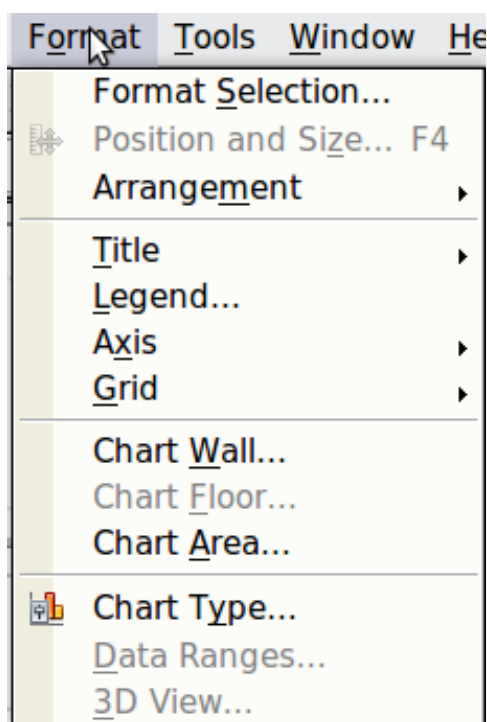 Format Tools Window He
Format Selection...
Position and Size... F4
Arrangement
Title
Legend...
Axis
Grid
Chart Wall...
Chart Floor...
Chart Area...
Chart Type...
Data Ranges...
3D View...